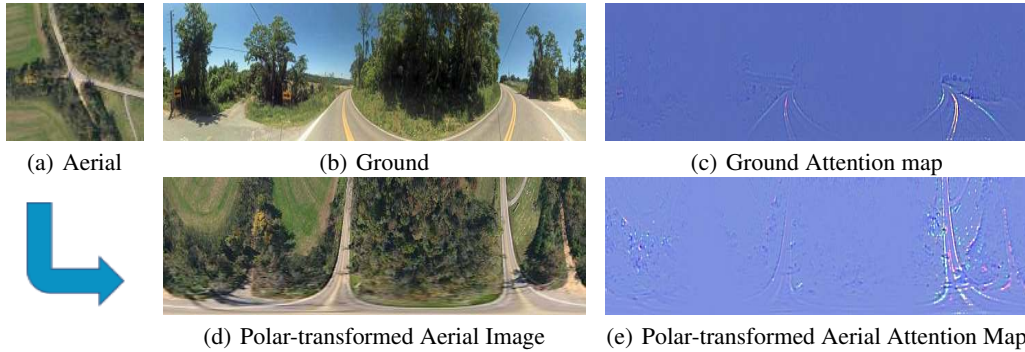 (a) Aerial
(b) Ground
(c) Ground Attention map
(d) Polar-transformed Aerial Image
(e) Polar-transformed Aerial Attention Map